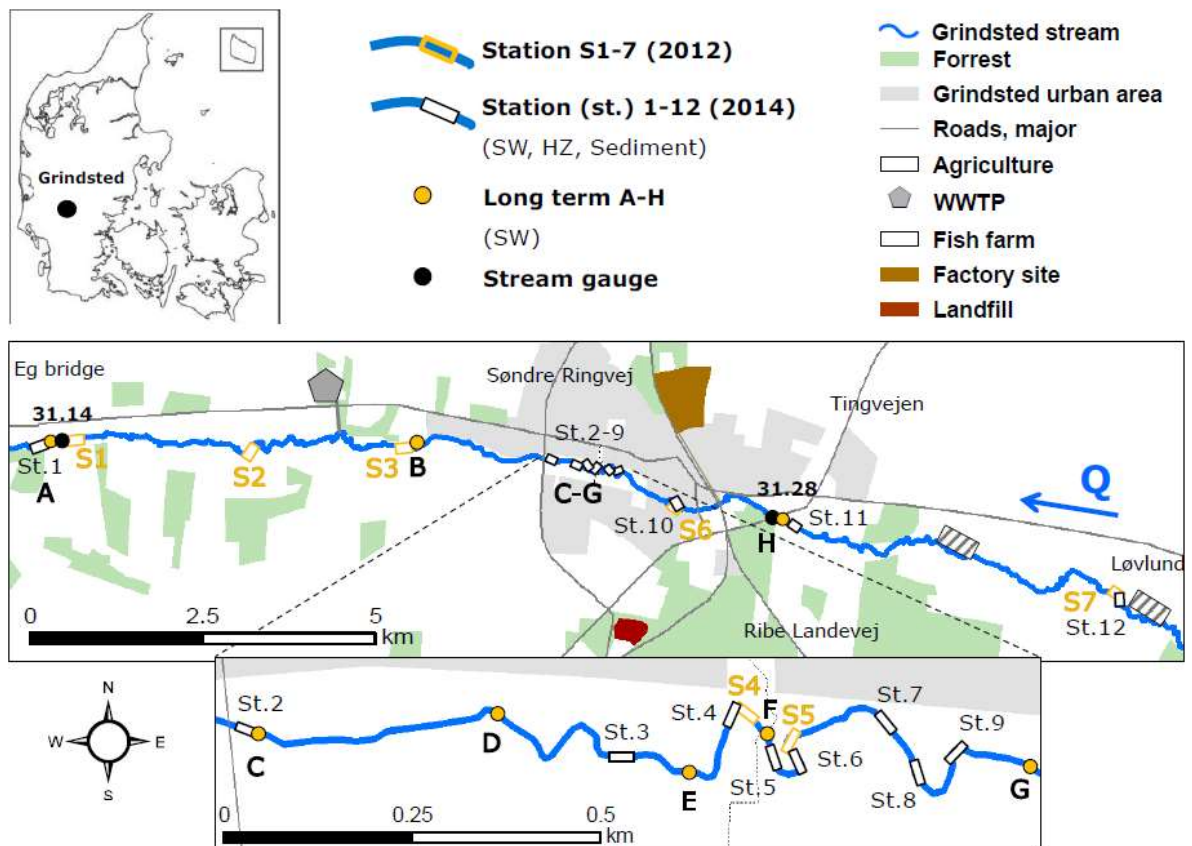 Grindsted
Station S1-7 (2012)
Station (st.) 1-12 (2014)
(SW, HZ, Sediment)
Long term A-H
(SW)
Stream gauge
Grindsted stream
Forrest
Grindsted urban area
Roads, major
Agriculture
WWTP
Fish farm
Factory site
Landfill
Eg bridge
Søndre Ringvej
Tingvejen
31.14
St.2-9
St.1
S1
S2
S3
B
A
C-G
St.10
S6
31.28
H
St.11
Q
Løvlund
S7
St.12
Ribe Landevej
0
2.5
5
km
N
W
E
S
St.2
C
D
St.3
E
St.4
S4
F
S5
St.5
St.6
St.7
St.8
St.9
G
0
0.25
0.5
km